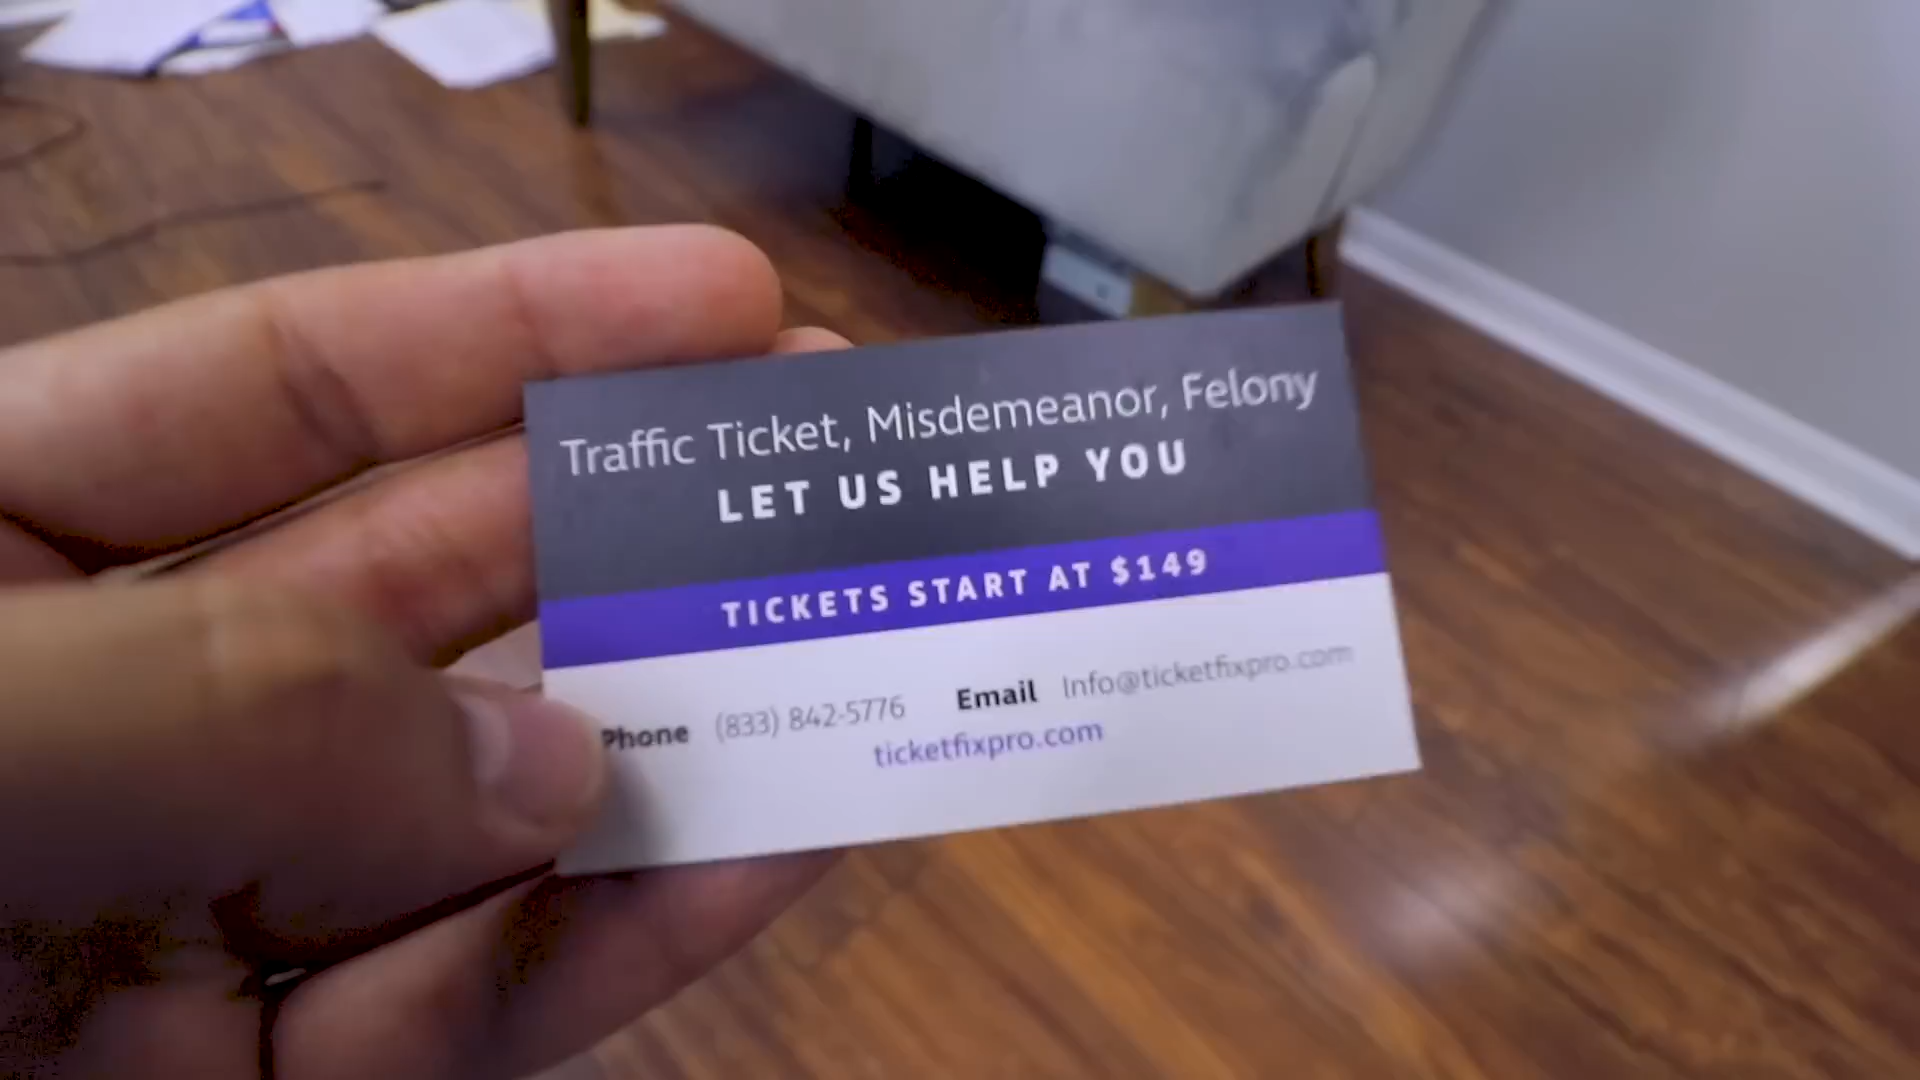 Traffic Ticket, Misdemeanor, Felony
LET US HELP YOU
TICKETS START AT $149
Phone (833) 842-5776 Email Info@ticketfixpro.com
ticketfixpro.com